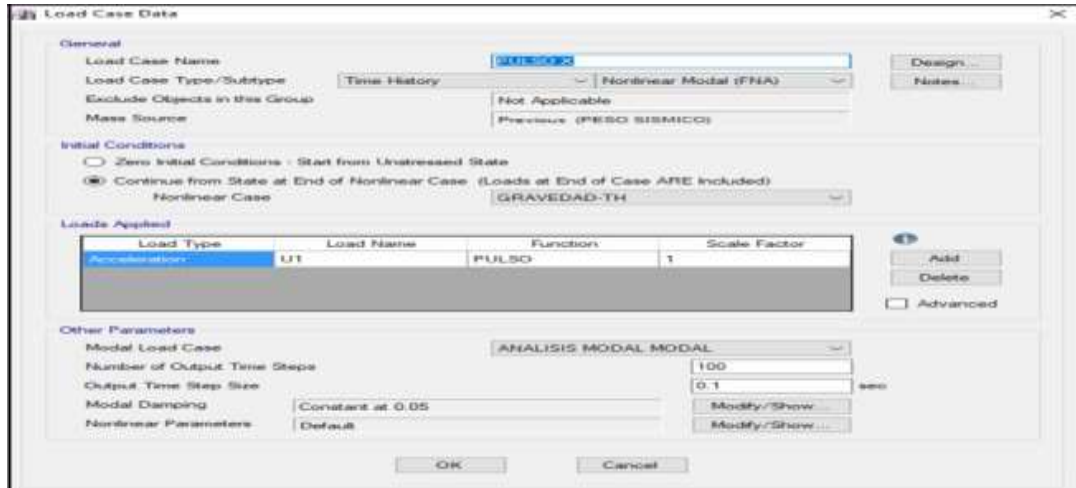 Load Case Data
General
Load Case Name PULSO X Design...
Load Case Type/Subtype Time History Nonlinear Modal (FNA) Notes...
Exclude Objects in this Group Not Applicable
Mass Source Previous (PESO SISMICO)
Initial Conditions
Zero Initial Conditions - Start from Unstressed State
Continue from State at End of Nonlinear Case (Loads at End of Case ARE Included)
Nonlinear Case GRAVEDAD-TH
Loads Applied
Load Type Load Name Function Scale Factor
Acceleration U1 PULSO 1
Add
Delete
Advanced
Other Parameters
Modal Load Case ANALISIS MODAL MODAL
Number of Output Time Steps 100
Output Time Step Size 0.1 sec
Modal Damping Constant at 0.05 Modify/Show...
Nonlinear Parameters Default Modify/Show...
OK Cancel